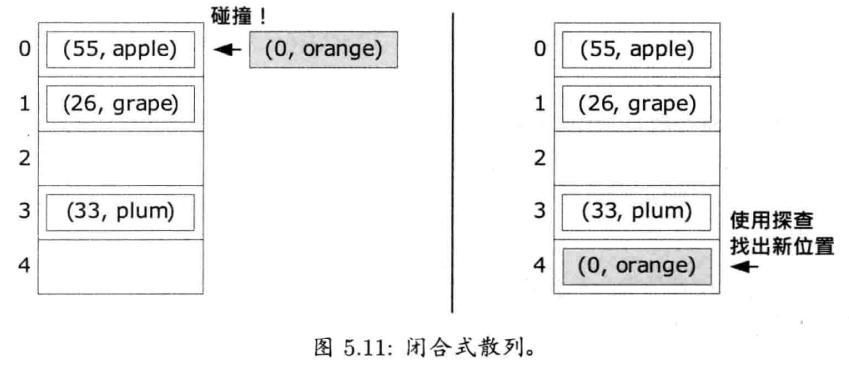 碰撞！
0 (55, apple) (0, orange)
1 (26, grape)
2
3 (33, plum)
4
0 (55, apple)
1 (26, grape)
2
3 (33, plum)
使用探查
找出新位置
4 (0, orange)
图 5.11: 闭合式散列。